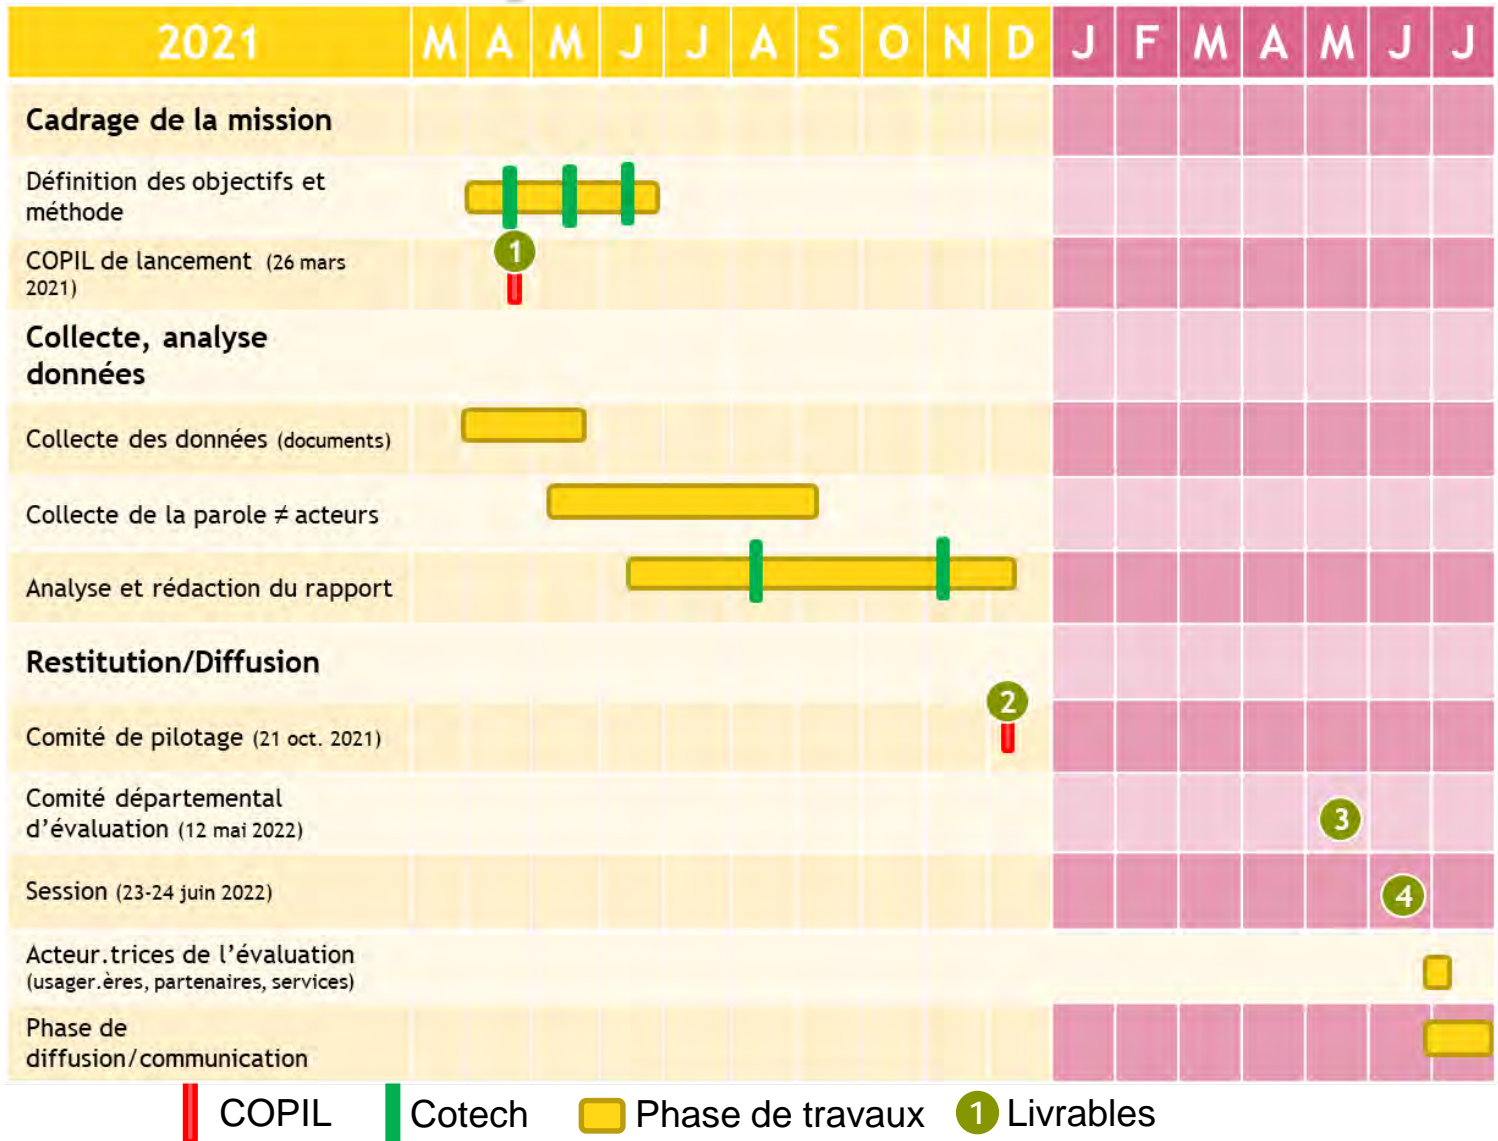 2021 M A M J J A S O N D J F M A M J J
Cadrage de la mission
Définition des objectifs et
méthode
1
COPIL de lancement (26 mars
2021)
Collecte, analyse
données
Collecte des données (documents)
Collecte de la parole ≠ acteurs
Analyse et rédaction du rapport
Restitution/Diffusion
2
Comité de pilotage (21 oct. 2021)
Comité départemental
d'évaluation (12 mai 2022)
3
Session (23-24 juin 2022)
4
Acteur.trices de l'évaluation
(usager.ères, partenaires, services)
Phase de
diffusion/communication
COPIL Cotech Phase de travaux 1 Livrables